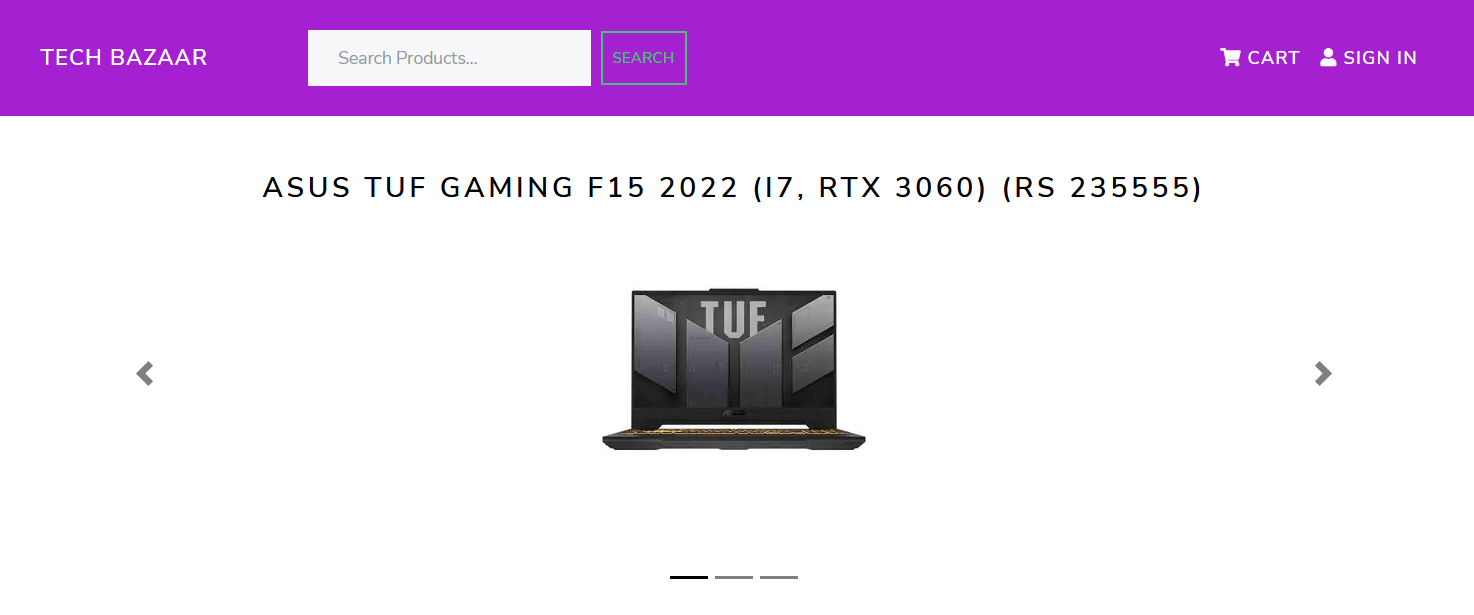 TECH BAZAAR
Search Products...
SEARCH
CART
SIGN IN
ASUS TUF GAMING F15 2022 (I7, RTX 3060) (RS 235555)
TUF